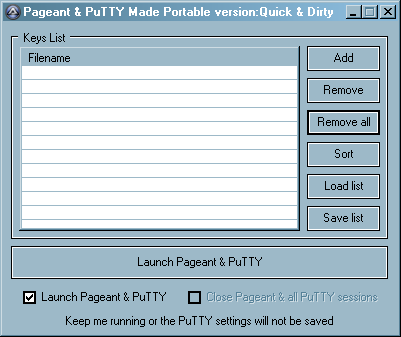 Pageant & PuTTY Made Portable version:Quick & Dirty
Keys List
Filename
Add
Remove
Remove all
Sort
Load list
Save list
Launch Pageant & PuTTY
Launch Pageant & PuTTY
Close Pageant & all PuTTY sessions
Keep me running or the PuTTY settings will not be saved